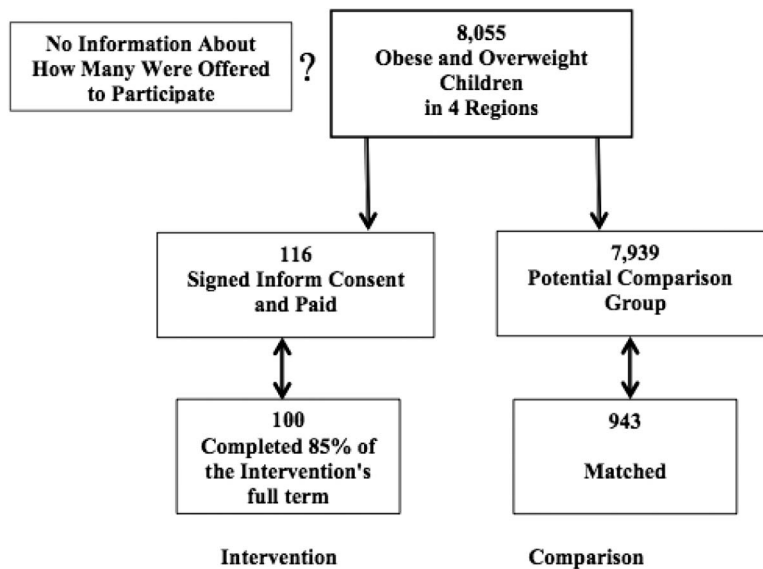 No Information About
How Many Were Offered
to Participate
?
8,055
Obese and Overweight
Children
in 4 Regions
116
Signed Inform Consent
and Paid
7,939
Potential Comparison
Group
100
Completed 85% of
the Intervention's
full term
943
Matched
Intervention
Comparison